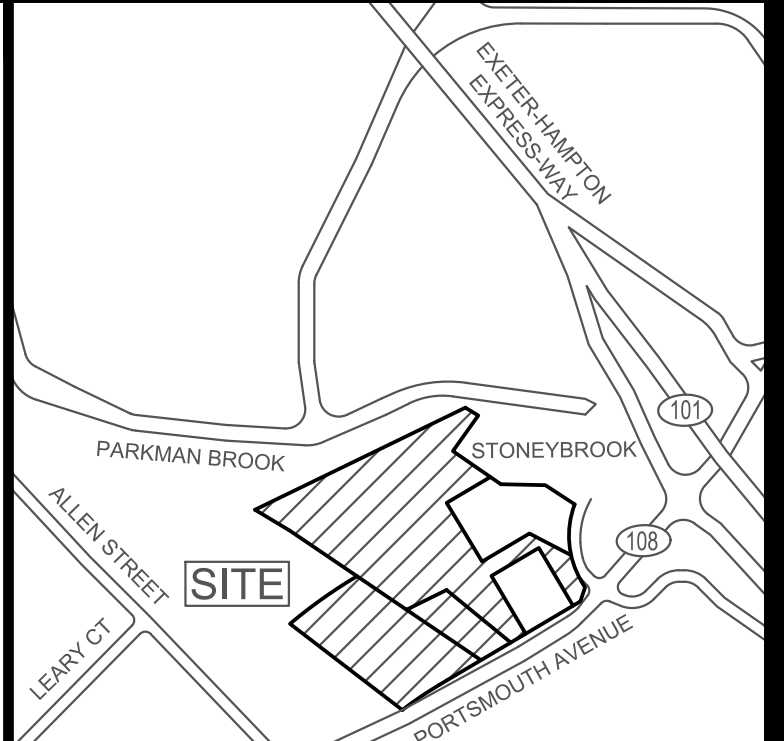 EXETER-HAMPTON
EXPRESS-WAY
101
PARKMAN BROOK
STONEYBROOK
ALLEN STREET
108
SITE
LEARY CT
PORTSMOUTH AVENUE